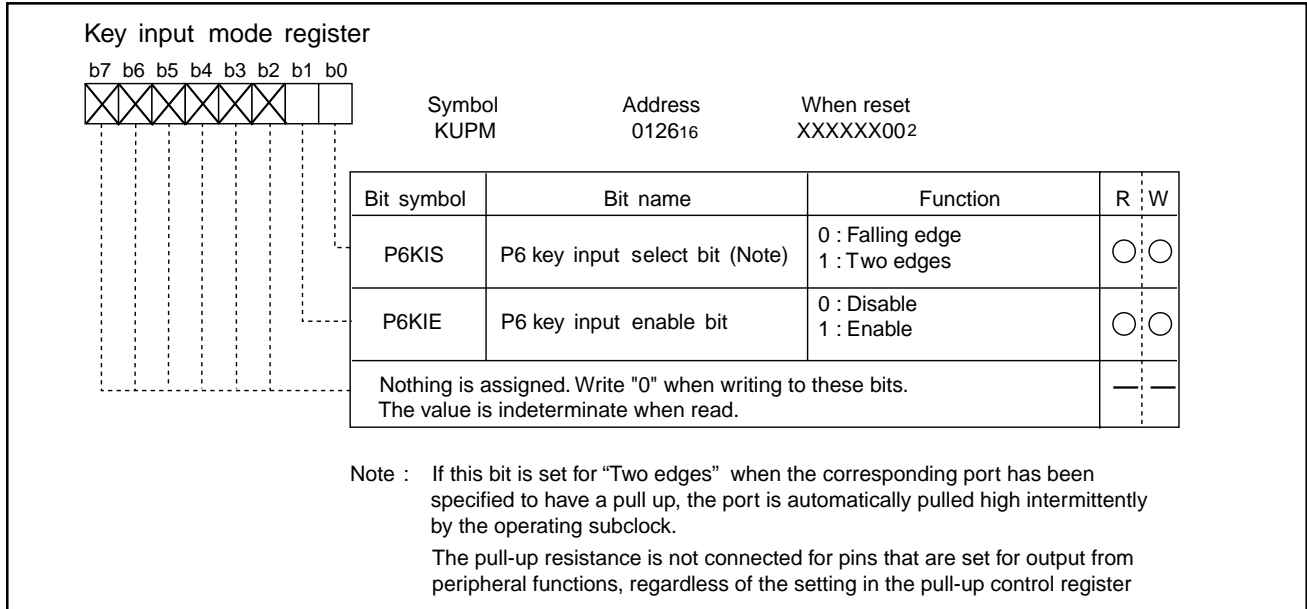 Key input mode register
b7 b6 b5 b4 b3 b2 b1 b0
Symbol Address When reset
KUPM 012616 XXXXXX002
Bit symbol Bit name Function R W
P6KIS P6 key input select bit (Note) 0 : Falling edge
1 : Two edges
P6KIE P6 key input enable bit 0 : Disable
1 : Enable
Nothing is assigned. Write "0" when writing to these bits.
The value is indeterminate when read.
Note : If this bit is set for “Two edges” when the corresponding port has been
specified to have a pull up, the port is automatically pulled high intermittently
by the operating subclock.
The pull-up resistance is not connected for pins that are set for output from
peripheral functions, regardless of the setting in the pull-up control register